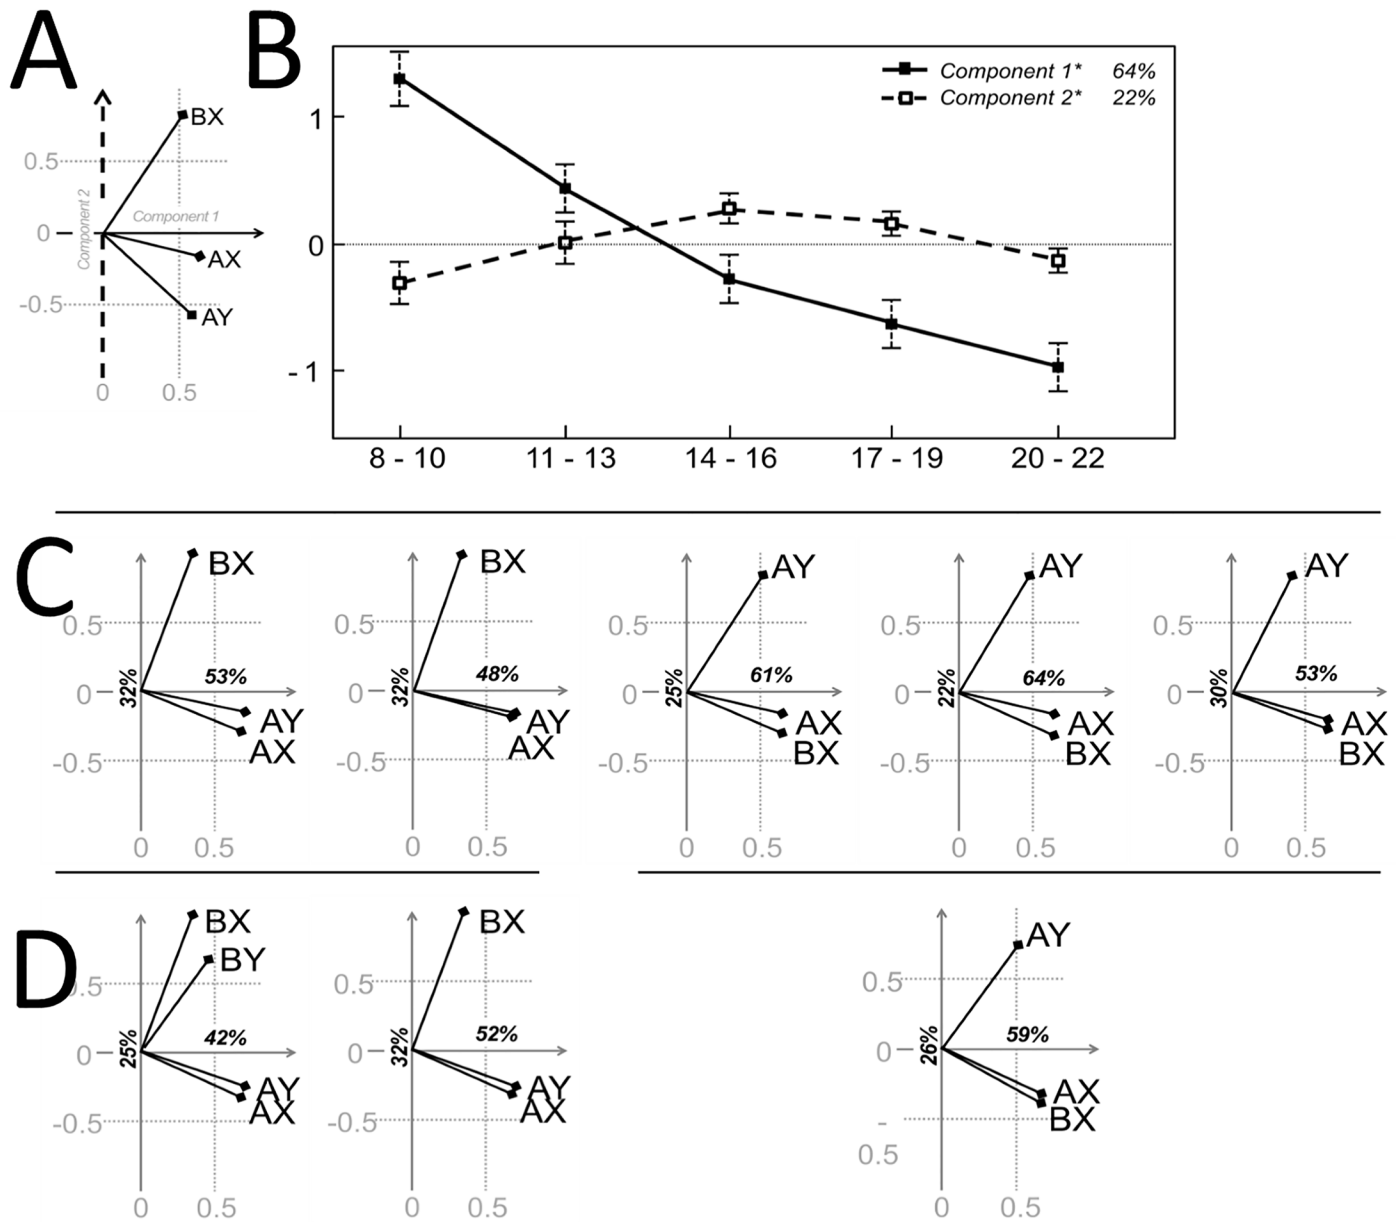 A
BX
0.5
Component 2
Component 1
0
AX
-0.5
AY
0 0.5
B
Component 1* 64%
Component 2* 22%
1
0
- 1
8 - 10 11 - 13 14 - 16 17 - 19 20 - 22
C
BX
0.5
32%
53%
0
AY
AX
-0.5
0 0.5
BX
0.5
32%
48%
0
AY
AX
-0.5
0 0.5
AY
0.5
25%
61%
0
AX
BX
-0.5
0 0.5
AY
0.5
22%
64%
0
AX
BX
-0.5
0 0.5
AY
0.5
30%
53%
0
AX
BX
-0.5
0 0.5
D
BX
BY
0.5
25%
42%
0
AY
AX
-0.5
0 0.5
BX
0.5
32%
52%
0
AY
AX
-0.5
0 0.5
AY
0.5
26%
59%
0
AX
BX
-
0.5
0 0.5